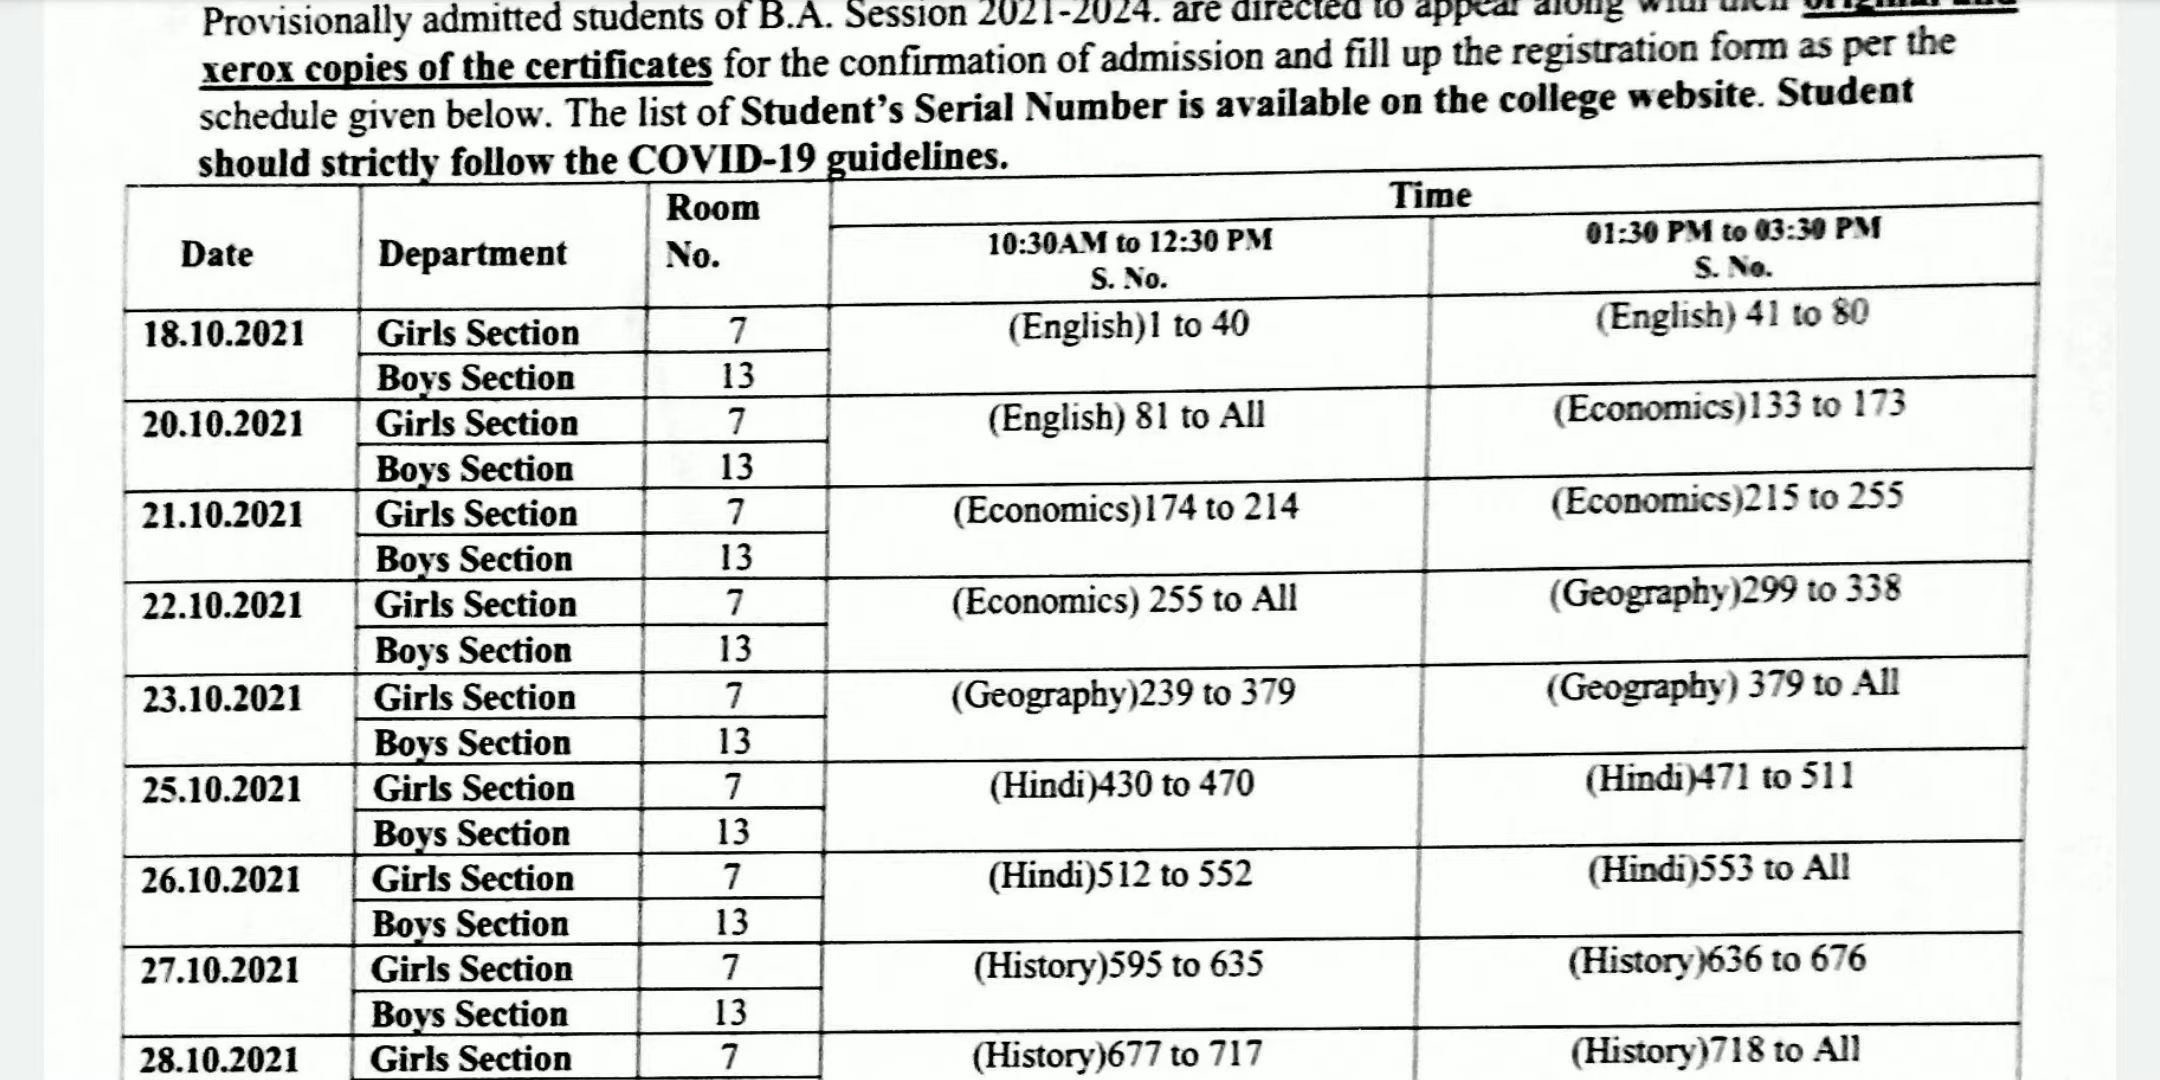 Provisionally admitted students of B.A. Session 2021-2024. are directed to appear along with their original and
xerox copies of the certificates for the confirmation of admission and fill up the registration form as per the
schedule given below. The list of Student's Serial Number is available on the college website. Student
should strictly follow the COVID-19 guidelines.
Date Department Room No. Time
10:30AM to 12:30 PM S. No. 01:30 PM to 03:30 PM S. No.
18.10.2021 Girls Section 7 (English)1 to 40 (English) 41 to 80
Boys Section 13
20.10.2021 Girls Section 7 (English) 81 to All (Economics)133 to 173
Boys Section 13
21.10.2021 Girls Section 7 (Economics)174 to 214 (Economics)215 to 255
Boys Section 13
22.10.2021 Girls Section 7 (Economics) 255 to All (Geography)299 to 338
Boys Section 13
23.10.2021 Girls Section 7 (Geography)239 to 379 (Geography) 379 to All
Boys Section 13
25.10.2021 Girls Section 7 (Hindi)430 to 470 (Hindi)471 to 511
Boys Section 13
26.10.2021 Girls Section 7 (Hindi)512 to 552 (Hindi)553 to All
Boys Section 13
27.10.2021 Girls Section 7 (History)595 to 635 (History)636 to 676
Boys Section 13
28.10.2021 Girls Section 7 (History)677 to 717 (History)718 to All